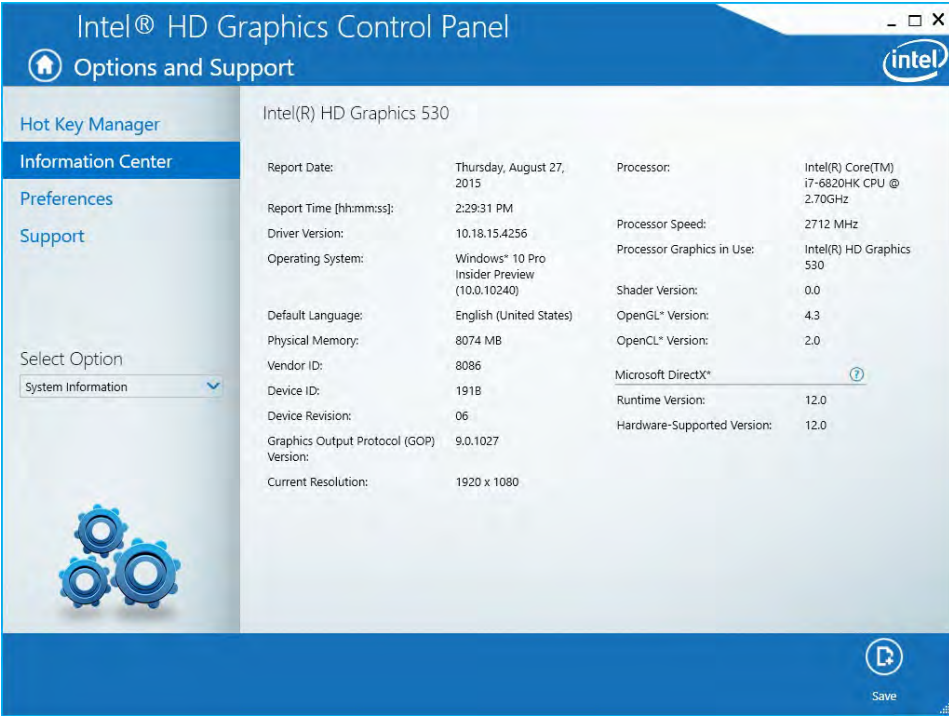 Intel® HD Graphics Control Panel
Options and Support
intel
Hot Key Manager
Information Center
Preferences
Support
Select Option
System Information
Intel(R) HD Graphics 530
Report Date: Thursday, August 27,
2015
Report Time [hh:mm:ss]: 2:29:31 PM
Driver Version: 10.18.15.4256
Operating System: Windows* 10 Pro
Insider Preview
(10.0.10240)
Default Language: English (United States)
Physical Memory: 8074 MB
Vendor ID: 8086
Device ID: 191B
Device Revision: 06
Graphics Output Protocol (GOP) 9.0.1027
Version:
Current Resolution: 1920 x 1080
Processor: Intel(R) Core(TM)
i7-6820HK CPU @
2.70GHz
Processor Speed: 2712 MHz
Processor Graphics in Use: Intel(R) HD Graphics
530
Shader Version: 0.0
OpenGL* Version: 4.3
OpenCL* Version: 2.0
Microsoft DirectX* ?
Runtime Version: 12.0
Hardware-Supported Version: 12.0
Save